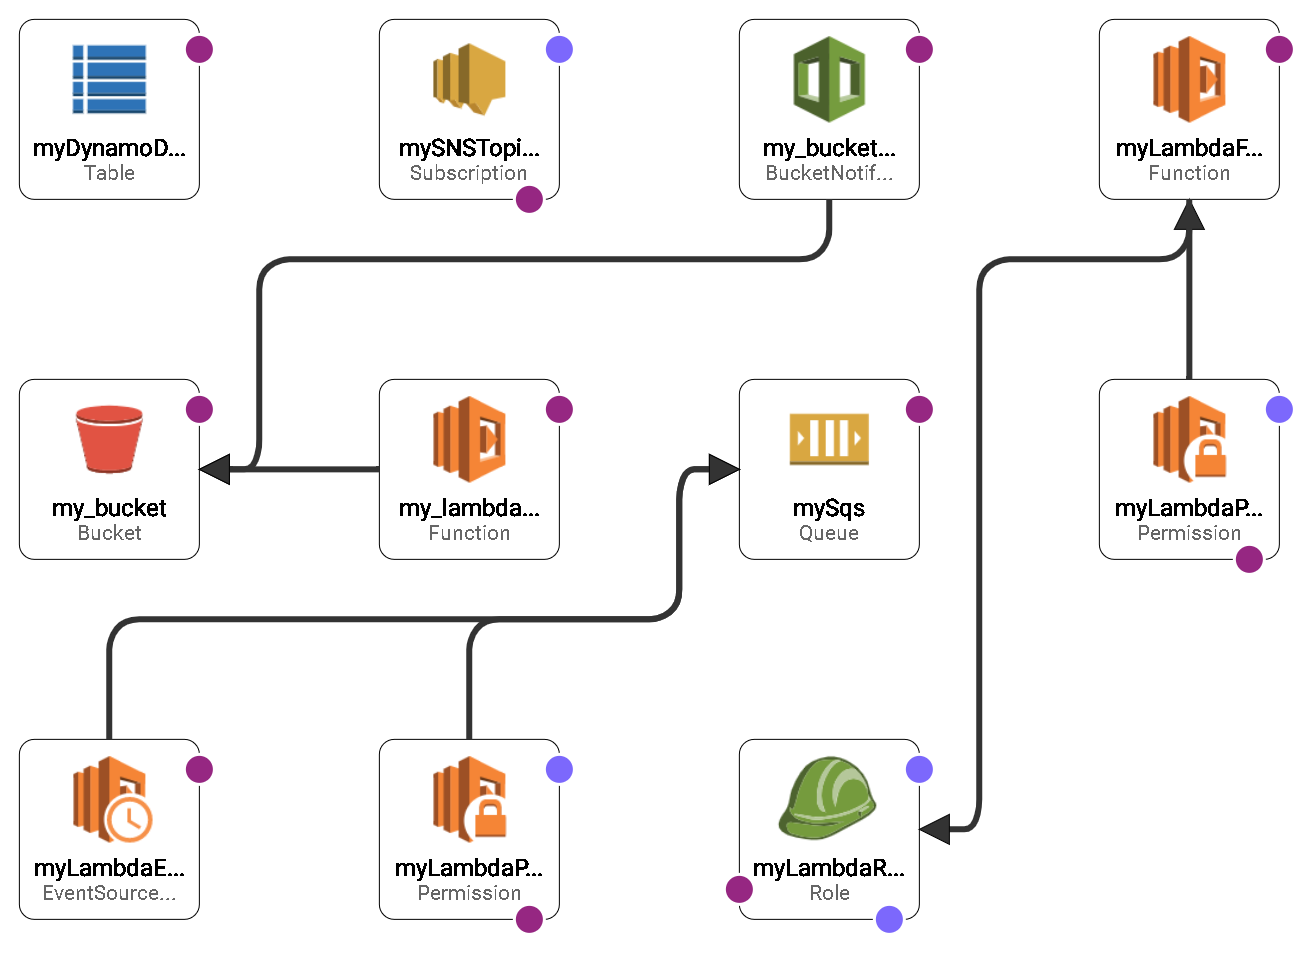 myDynamoD...
Table
mySNSTopi...
Subscription
my_bucket...
BucketNotif...
myLambdaF...
Function
my_bucket
Bucket
my_lambda...
Function
mySqs
Queue
myLambdaP...
Permission
myLambdaE...
EventSource...
myLambdaP...
Permission
myLambdaR...
Role